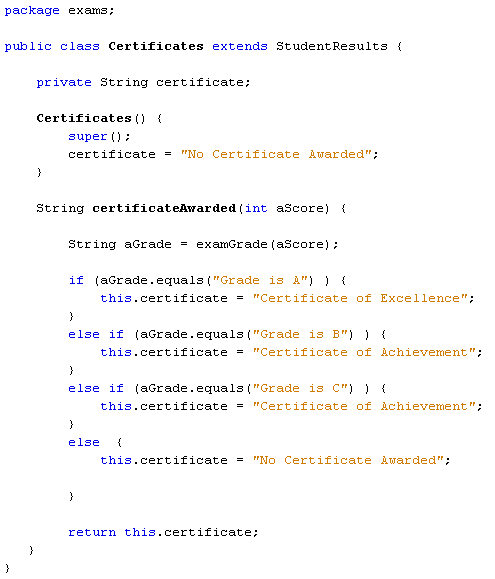 package exams;
public class Certificates extends StudentResults {
private String certificate;
Certificates() {
super();
certificate = "No Certificate Awarded";
}
String certificateAwarded(int aScore) {
String aGrade = examGrade(aScore);
if (aGrade.equals("Grade is A") ) {
this.certificate = "Certificate of Excellence";
}
else if (aGrade.equals("Grade is B") ) {
this.certificate = "Certificate of Achievement";
}
else if (aGrade.equals("Grade is C") ) {
this.certificate = "Certificate of Achievement";
}
else  {
this.certificate = "No Certificate Awarded";
}
return this.certificate;
}
}